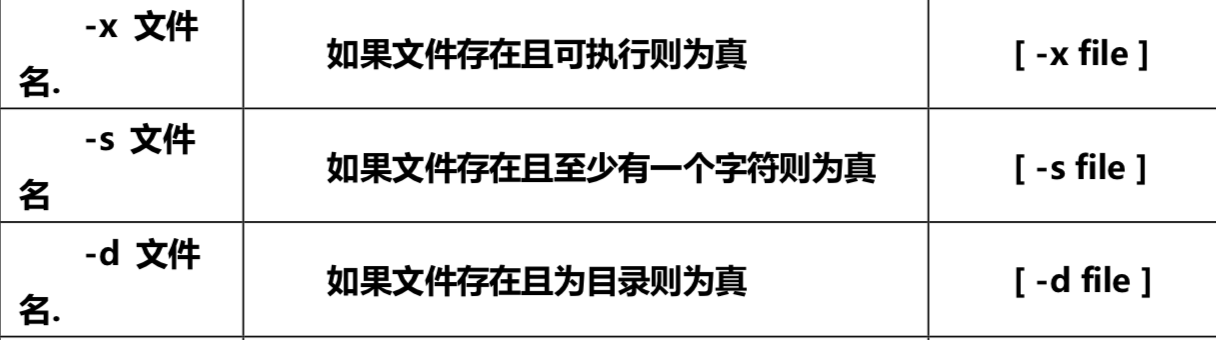 -x 文件
名.
如果文件存在且可执行则为真
[ -x file ]
-s 文件
名
如果文件存在且至少有一个字符则为真
[ -s file ]
-d 文件
名.
如果文件存在且为目录则为真
[ -d file ]